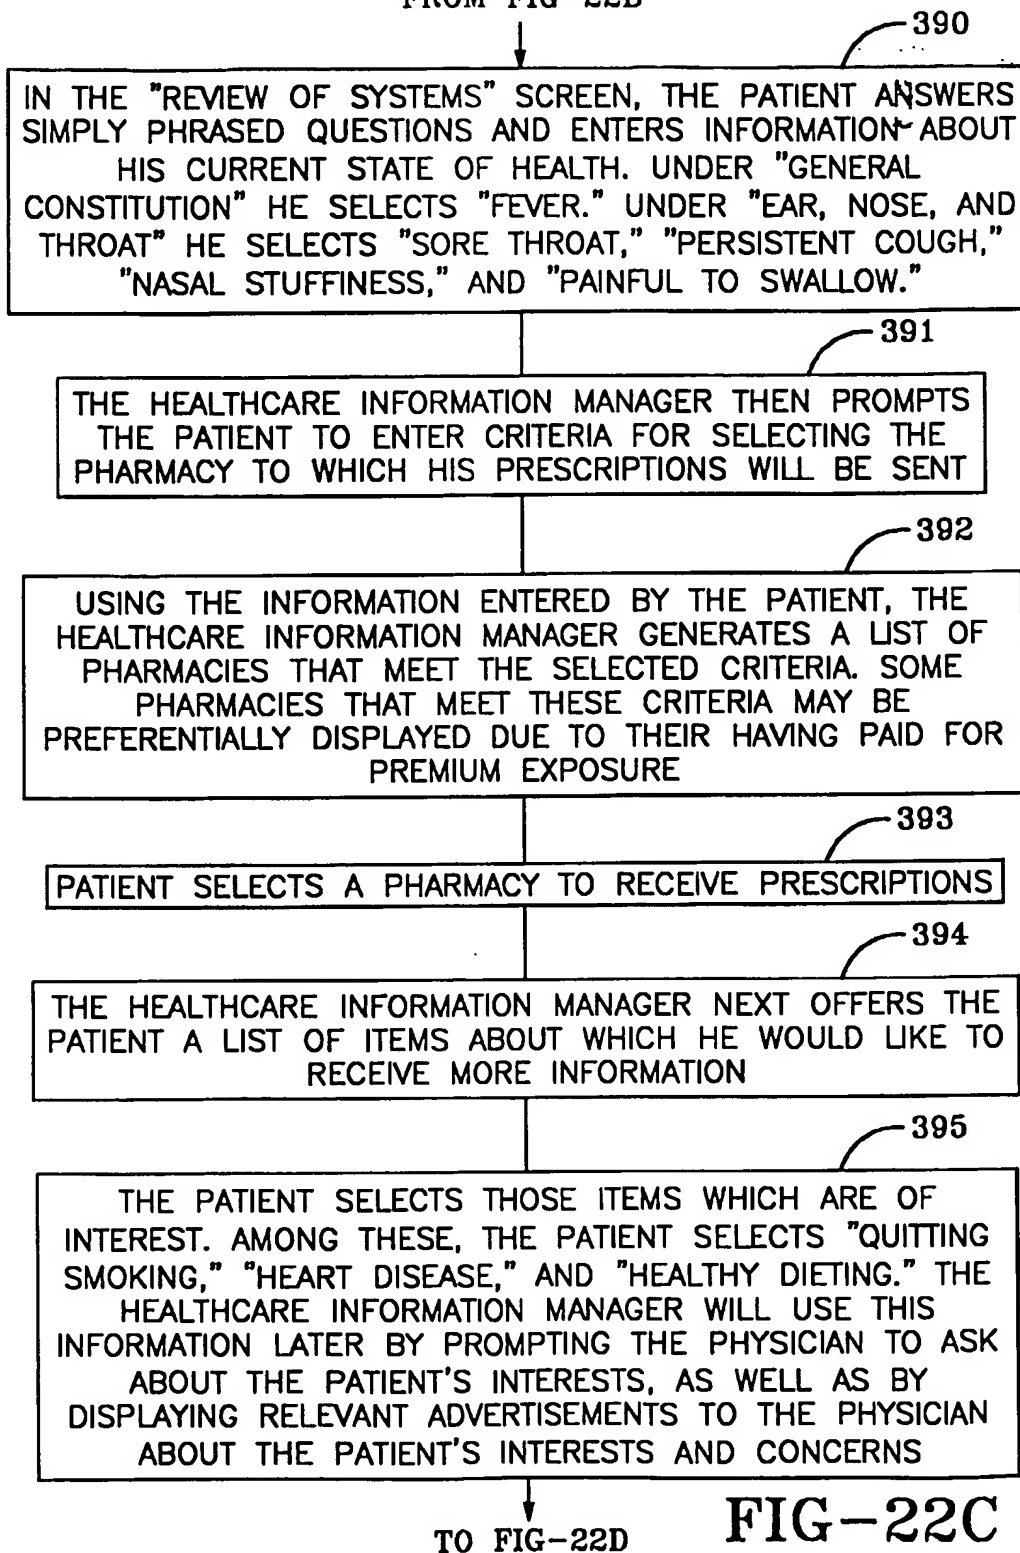 FROM FIG-22B
390
IN THE "REVIEW OF SYSTEMS" SCREEN, THE PATIENT ANSWERS
SIMPLY PHRASED QUESTIONS AND ENTERS INFORMATION ABOUT
HIS CURRENT STATE OF HEALTH. UNDER "GENERAL
CONSTITUTION" HE SELECTS "FEVER." UNDER "EAR, NOSE, AND
THROAT" HE SELECTS "SORE THROAT," "PERSISTENT COUGH,"
"NASAL STUFFINESS," AND "PAINFUL TO SWALLOW."
391
THE HEALTHCARE INFORMATION MANAGER THEN PROMPTS
THE PATIENT TO ENTER CRITERIA FOR SELECTING THE
PHARMACY TO WHICH HIS PRESCRIPTIONS WILL BE SENT
392
USING THE INFORMATION ENTERED BY THE PATIENT, THE
HEALTHCARE INFORMATION MANAGER GENERATES A LIST OF
PHARMACIES THAT MEET THE SELECTED CRITERIA. SOME
PHARMACIES THAT MEET THESE CRITERIA MAY BE
PREFERENTIALLY DISPLAYED DUE TO THEIR HAVING PAID FOR
PREMIUM EXPOSURE
393
PATIENT SELECTS A PHARMACY TO RECEIVE PRESCRIPTIONS
394
THE HEALTHCARE INFORMATION MANAGER NEXT OFFERS THE
PATIENT A LIST OF ITEMS ABOUT WHICH HE WOULD LIKE TO
RECEIVE MORE INFORMATION
395
THE PATIENT SELECTS THOSE ITEMS WHICH ARE OF
INTEREST. AMONG THESE, THE PATIENT SELECTS "QUITTING
SMOKING," "HEART DISEASE," AND "HEALTHY DIETING." THE
HEALTHCARE INFORMATION MANAGER WILL USE THIS
INFORMATION LATER BY PROMPTING THE PHYSICIAN TO ASK
ABOUT THE PATIENT'S INTERESTS, AS WELL AS BY
DISPLAYING RELEVANT ADVERTISEMENTS TO THE PHYSICIAN
ABOUT THE PATIENT'S INTERESTS AND CONCERNS
TO FIG-22D
FIG-22C